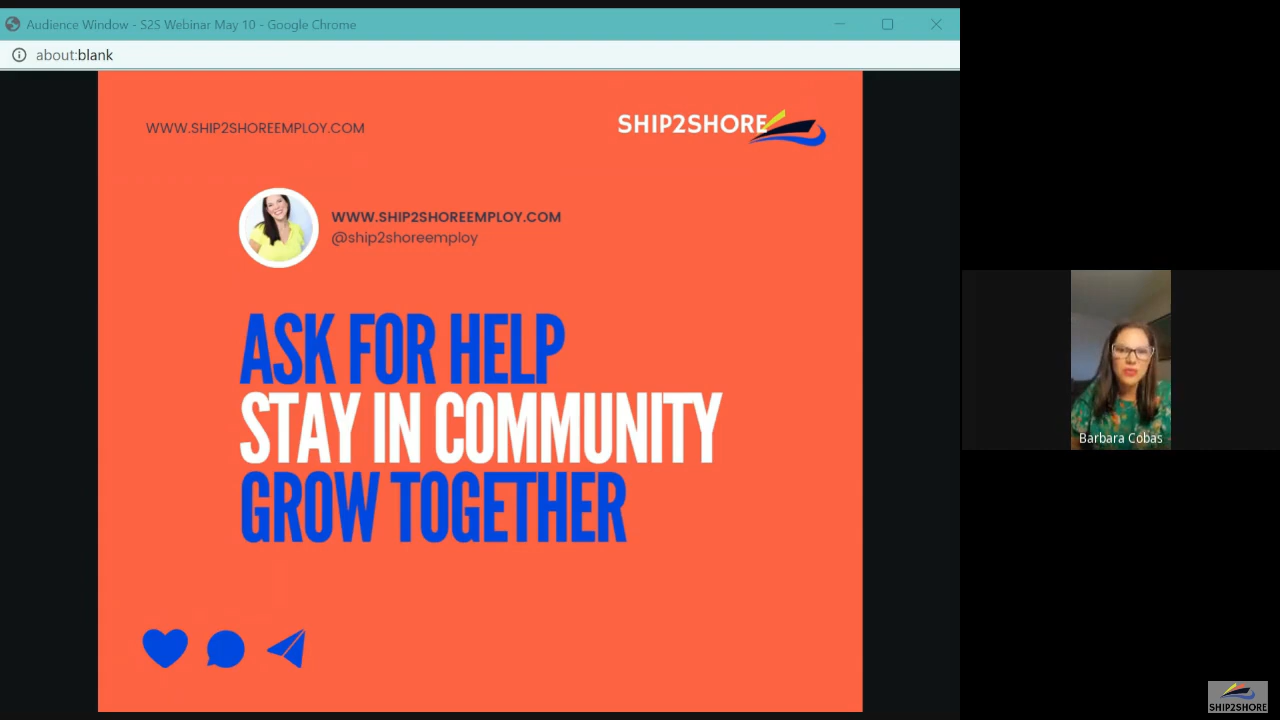 Audience Window - S2S Webinar May 10 - Google Chrome
about:blank
WWW.SHIP2SHOREEMPLOY.COM
SHIP2SHORE
WWW.SHIP2SHOREEMPLOY.COM
@ship2shoreemploy
ASK FOR HELP
STAY IN COMMUNITY
GROW TOGETHER
Barbara Cobas
SHIP2SHORE